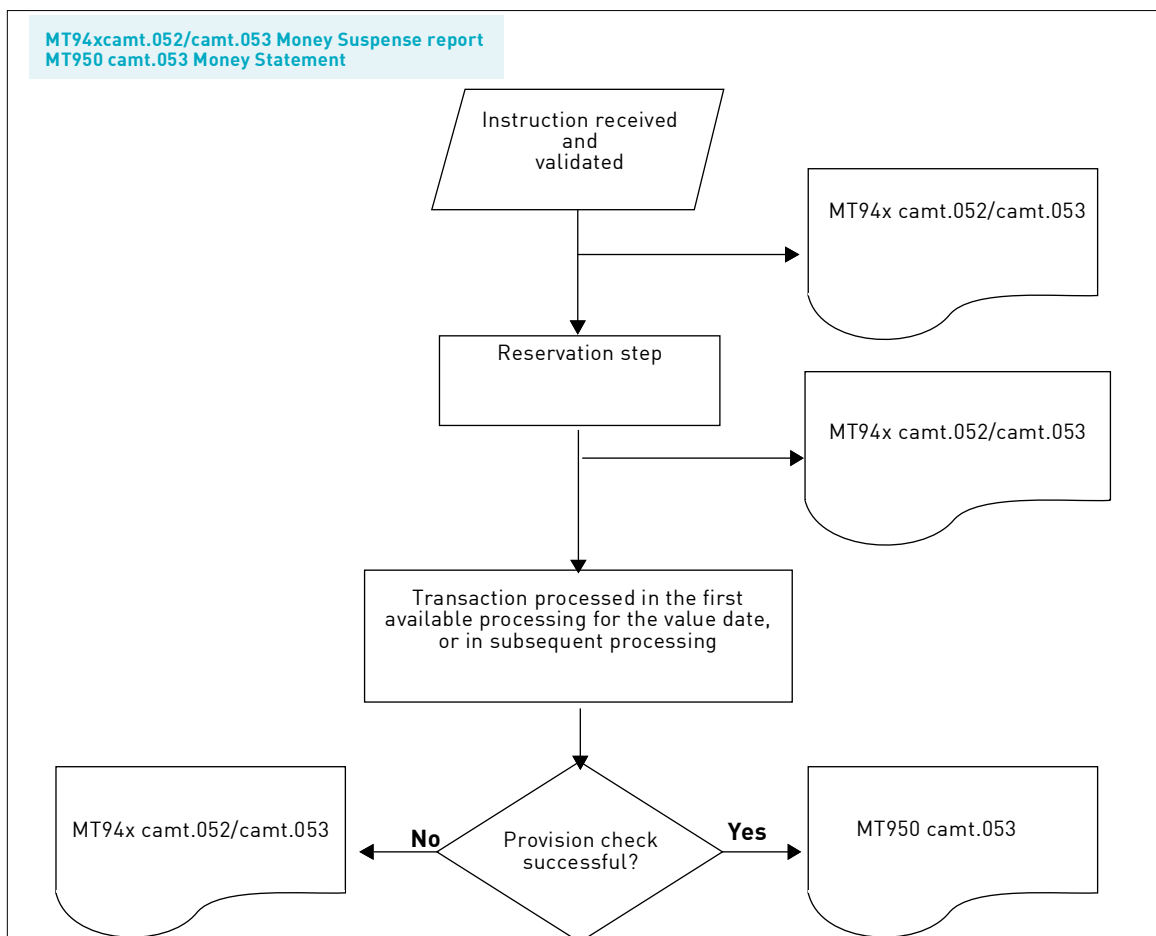 MT94xcamt.052/camt.053 Money Suspense report
MT950 camt.053 Money Statement
Instruction received
and
validated
MT94x camt.052/camt.053
Reservation step
MT94x camt.052/camt.053
Transaction processed in the first
available processing for the value date,
or in subsequent processing
MT94x camt.052/camt.053
No
Provision check
successful?
Yes
MT950 camt.053